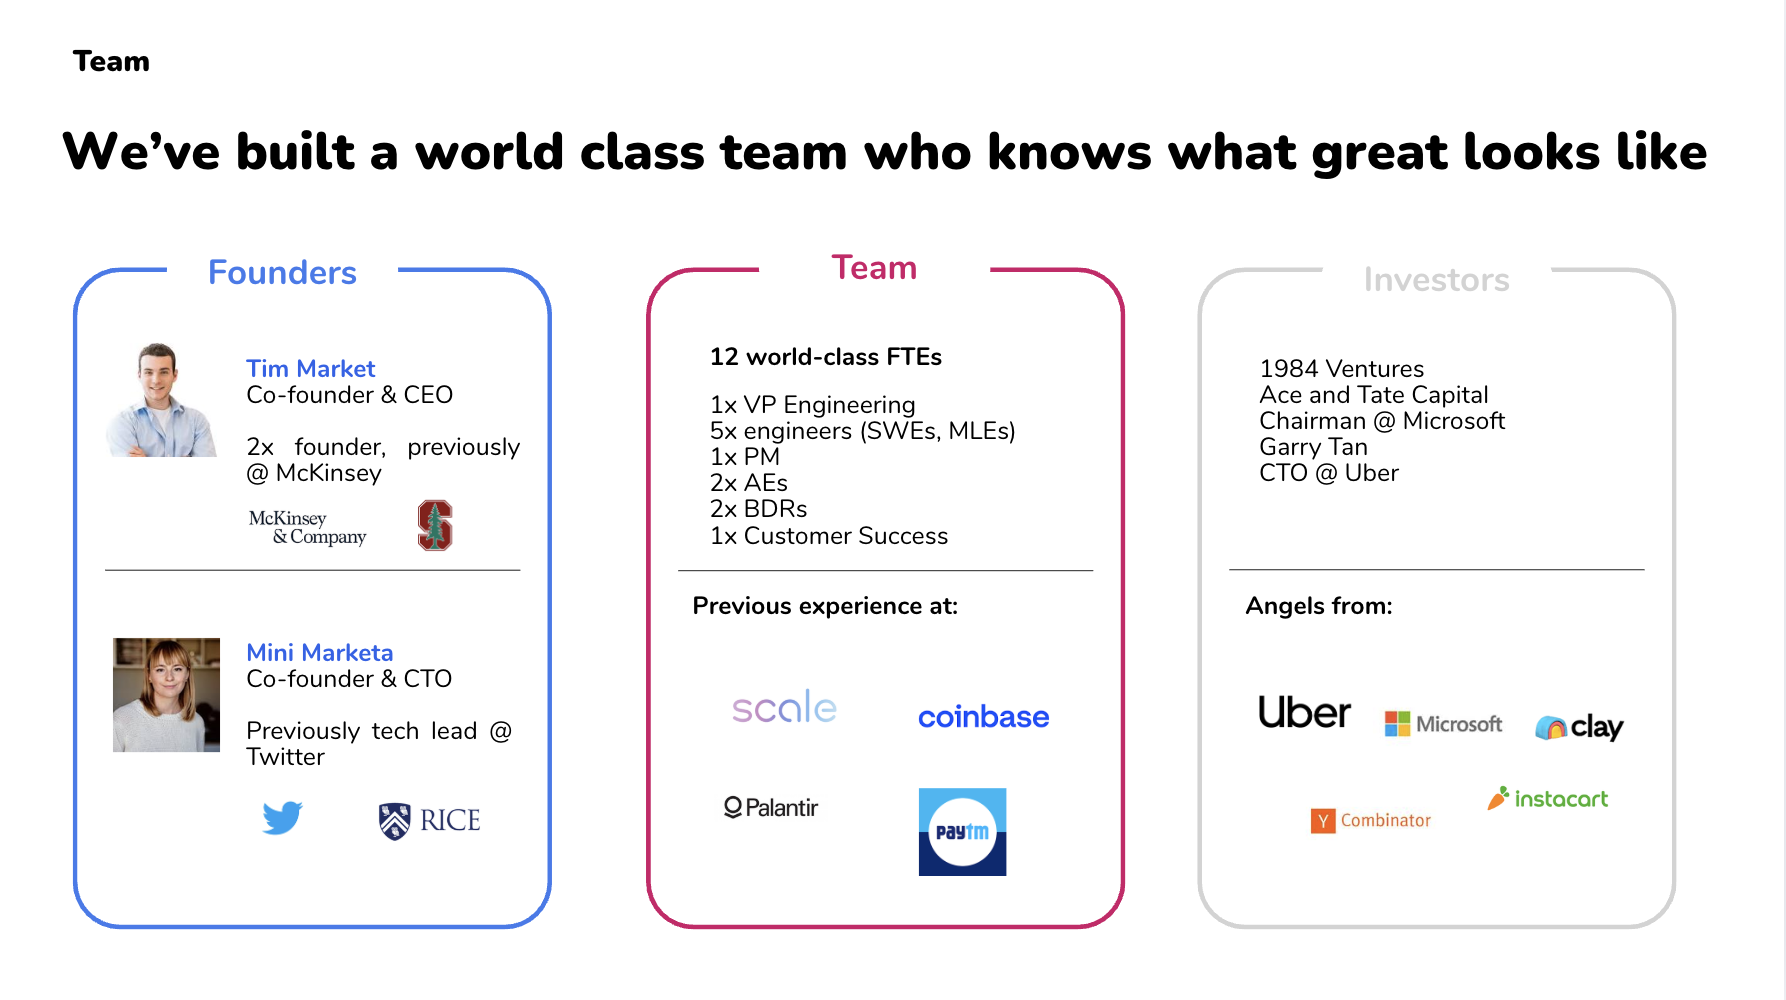 Team
We’ve built a world class team who knows what great looks like
Founders
Tim Market
Co-founder & CEO
2x founder, previously
@ McKinsey
McKinsey
& Company
S
Mini Marketa
Co-founder & CTO
Previously tech lead @
Twitter
RICE
Team
12 world-class FTEs
1x VP Engineering
5x engineers (SWEs, MLEs)
1x PM
2x AEs
2x BDRs
1x Customer Success
Previous experience at:
scale
coinbase
Palantir
paytm
Investors
1984 Ventures
Ace and Tate Capital
Chairman @ Microsoft
Garry Tan
CTO @ Uber
Angels from:
Uber
Microsoft
clay
instacart
Y Combinator